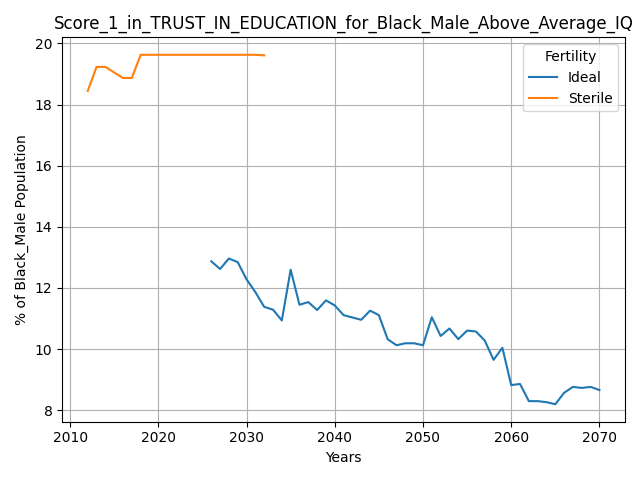 Score_1_in_TRUST_IN_EDUCATION_for_Black_Male_Above_Average_IQ
20
18
16
14
12
10
8
% of Black_Male Population
Fertility
Ideal
Sterile
2010
2020
2030
2040
2050
2060
2070
Years